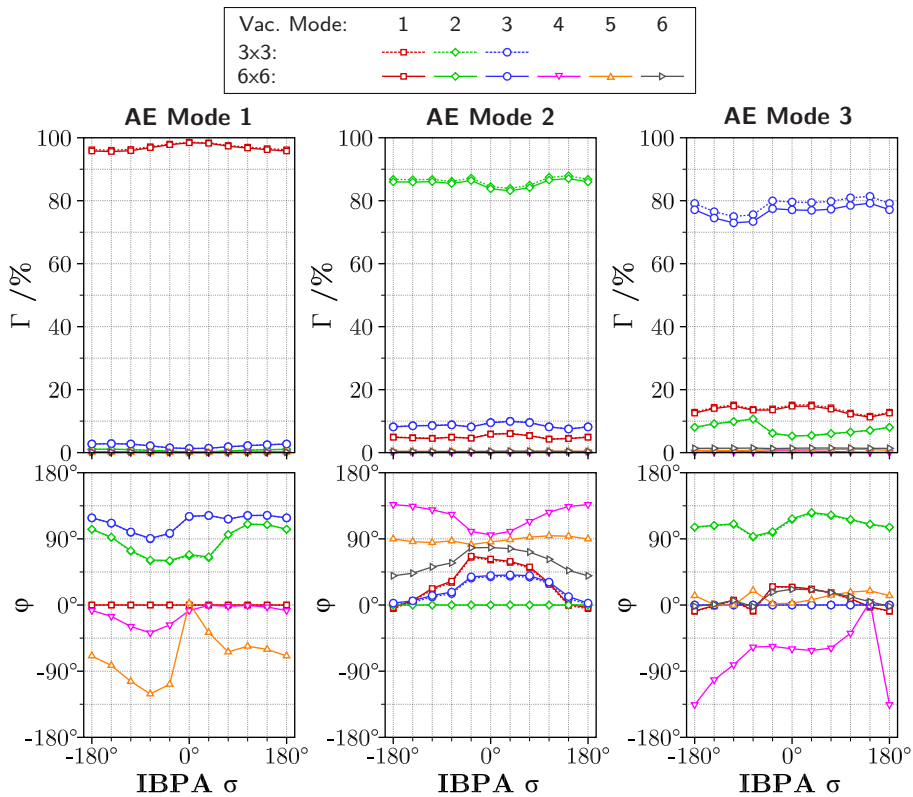 Vac. Mode: 1 2 3 4 5 6
3x3:
6x6:
AE Mode 1 AE Mode 2 AE Mode 3
Γ /% Γ /% Γ /%
100 100 100
80 80 80
60 60 60
40 40 40
20 20 20
0 0 0
φ φ φ
180° 180° 180°
90° 90° 90°
0° 0° 0°
-90° -90° -90°
-180° -180° -180°
-180° 0° 180° -180° 0° 180° -180° 0° 180°
IBPA σ IBPA σ IBPA σ